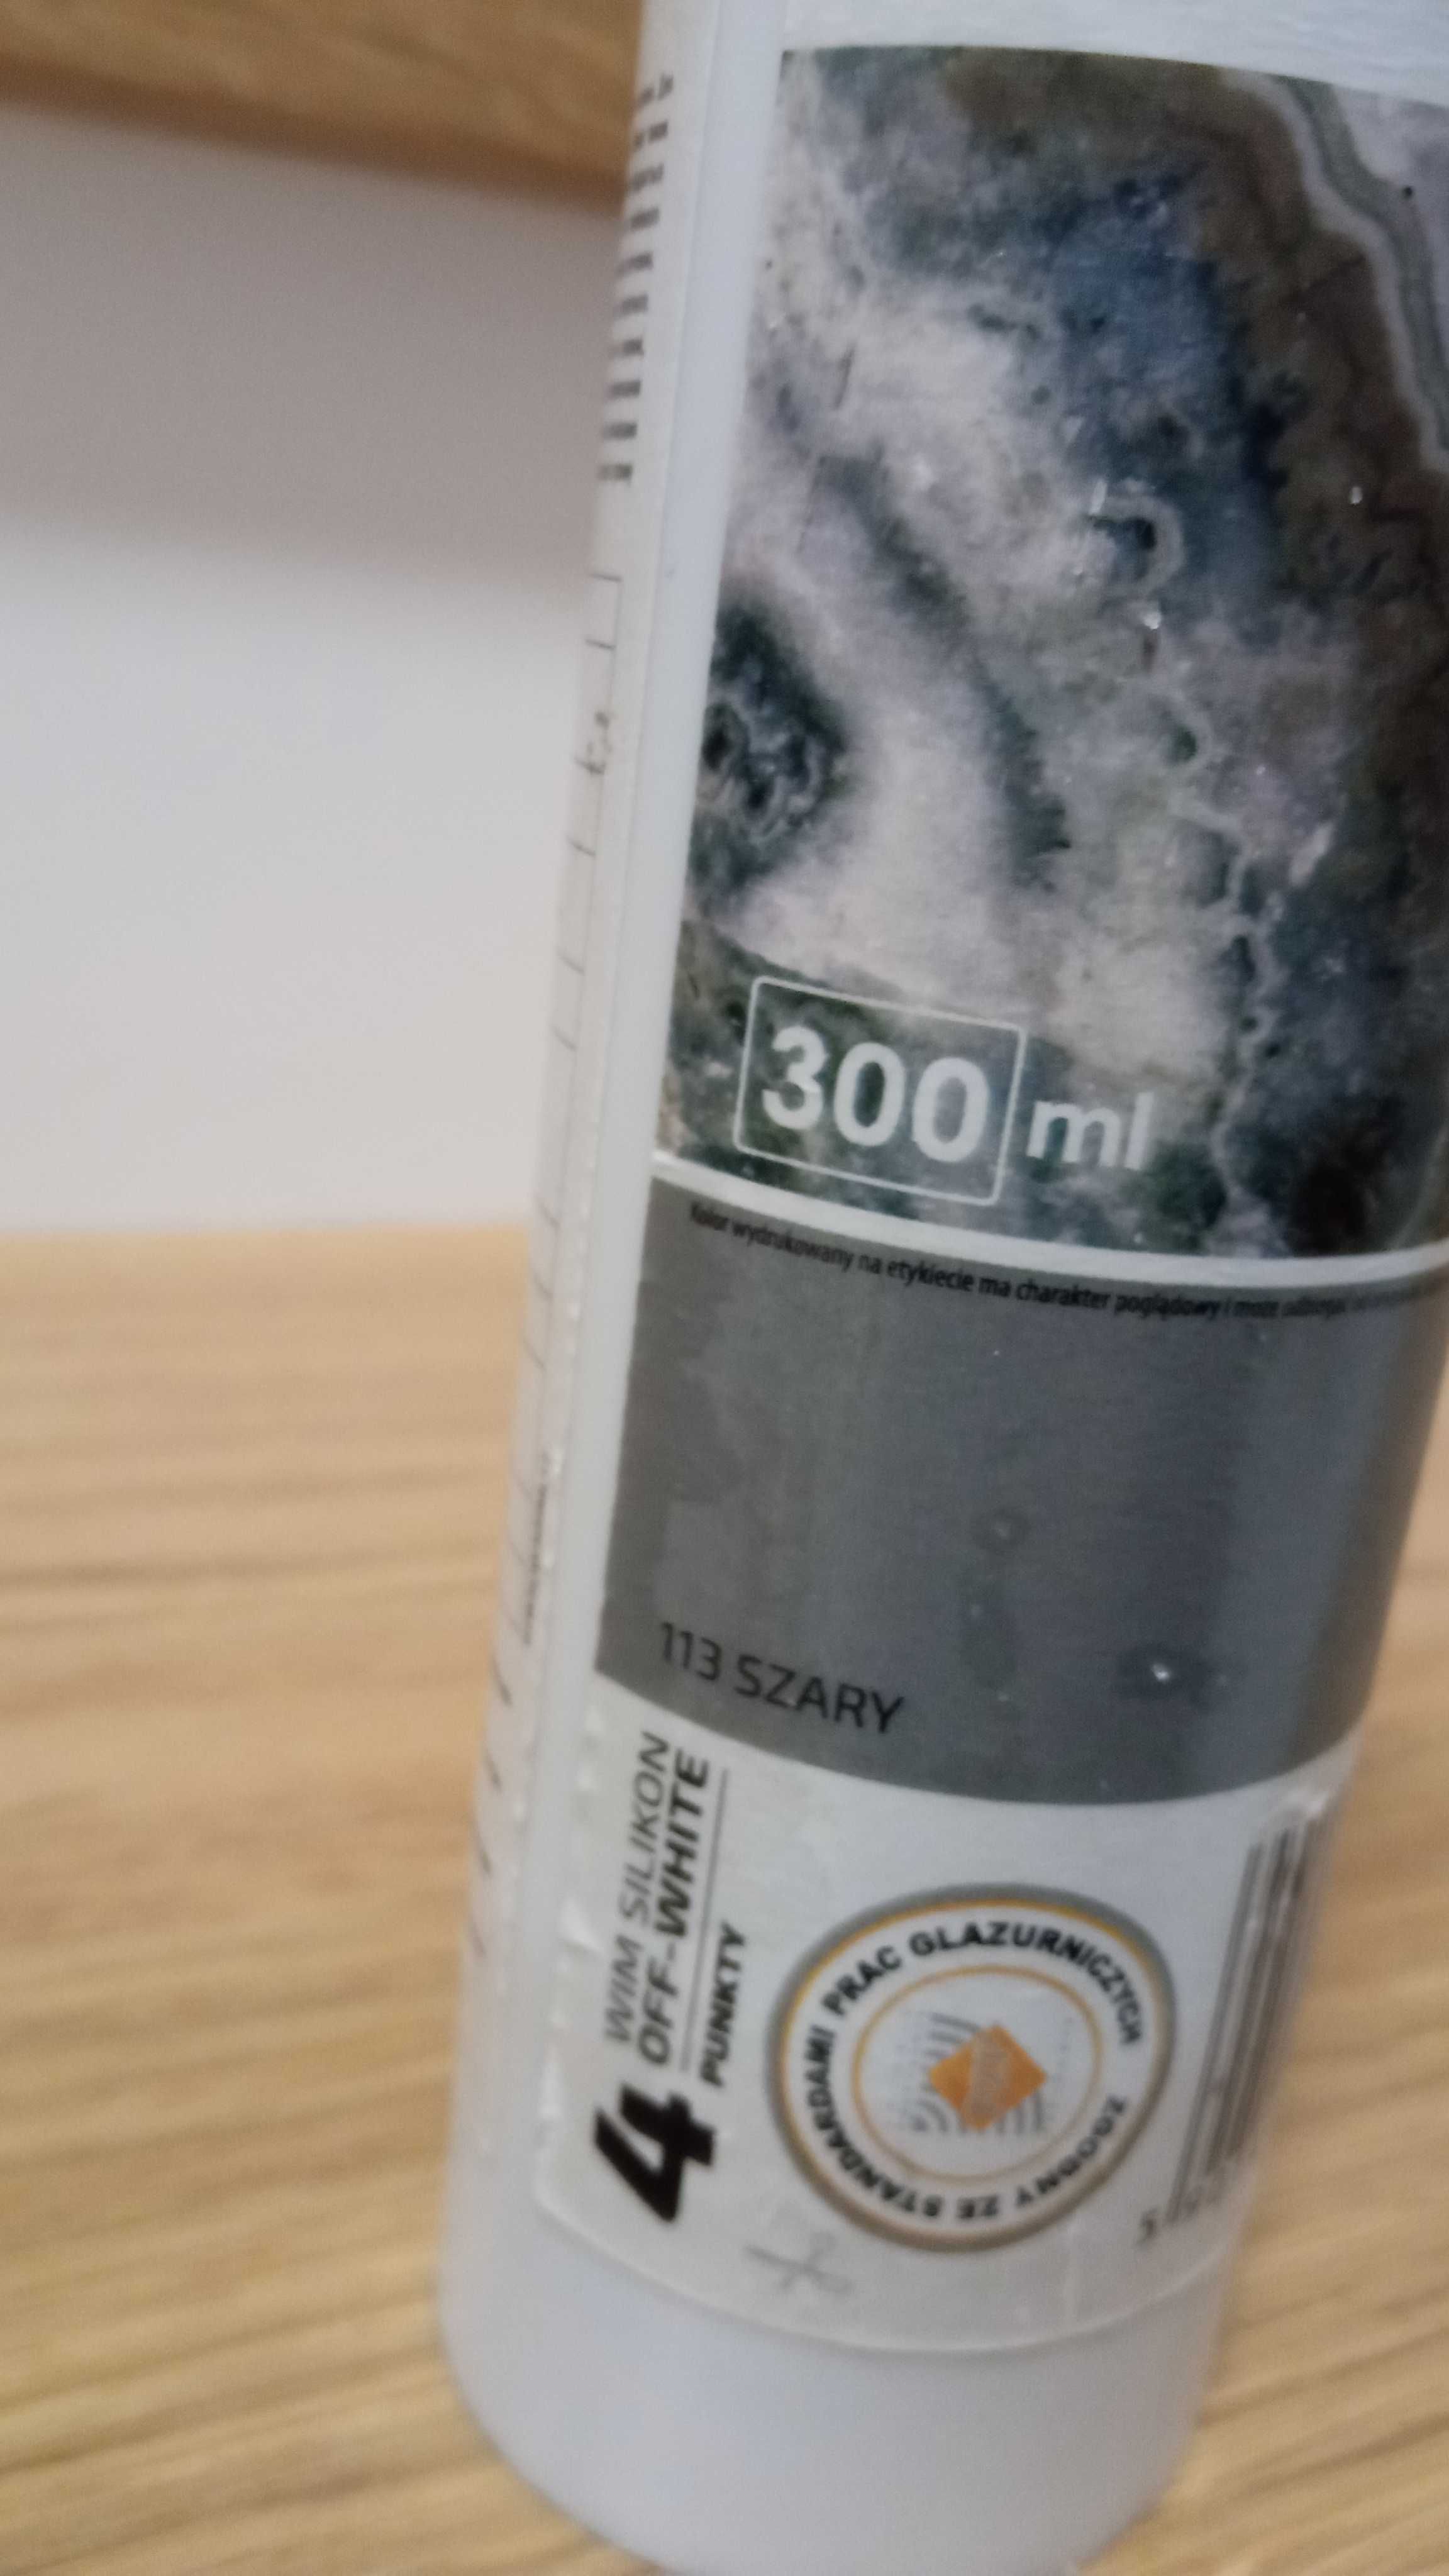 300 ml
Kolor wydrukowany na etykiecie ma charakter poglądowy i może
113 SZARY
WIM SILIKON
OFF-WHITE
4 PUNKTY
ZGODNY ZE STANDARDAMI PRAC GLAZURNICZYCH
5